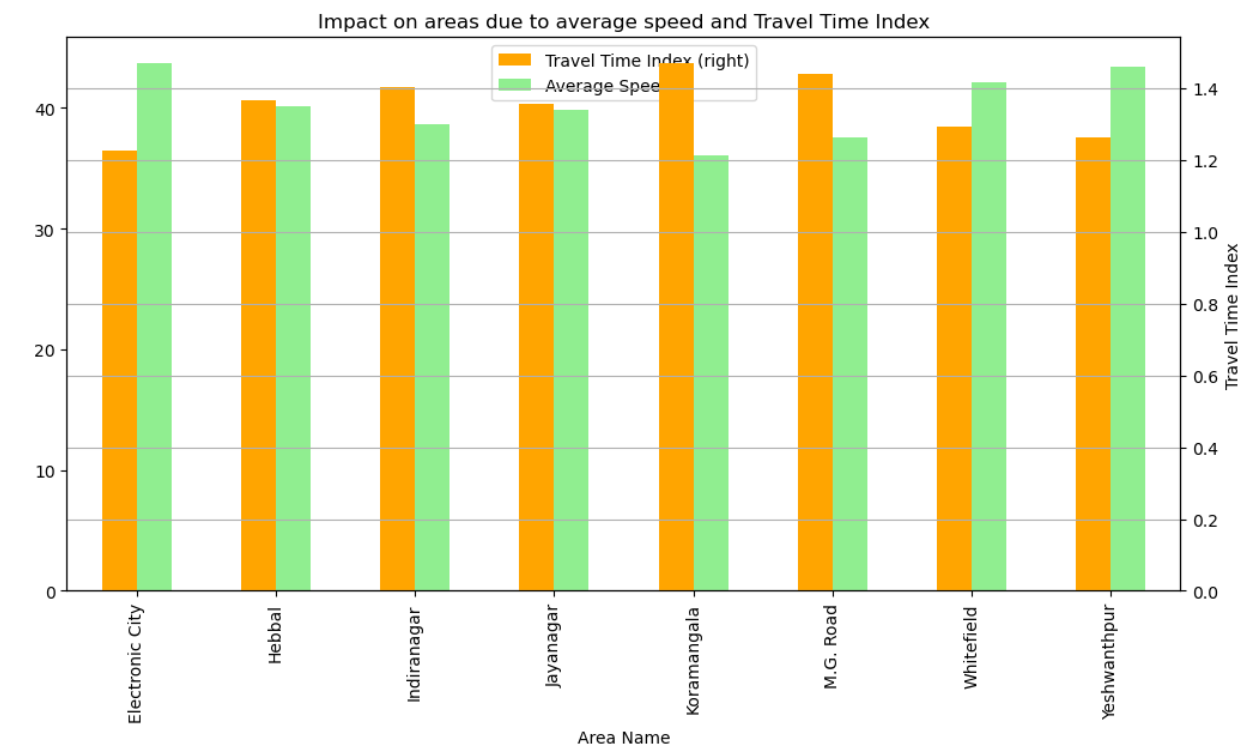 Impact on areas due to average speed and Travel Time Index
Travel Time Index (right)
Average Spee
40
30
20
10
0
1.4
1.2
1.0
0.8
0.6
0.4
0.2
0.0
Travel Time Index
Electronic City
Hebbal
Indiranagar
Jayanagar
Koramangala
M.G. Road
Whitefield
Yeshwanthpur
Area Name